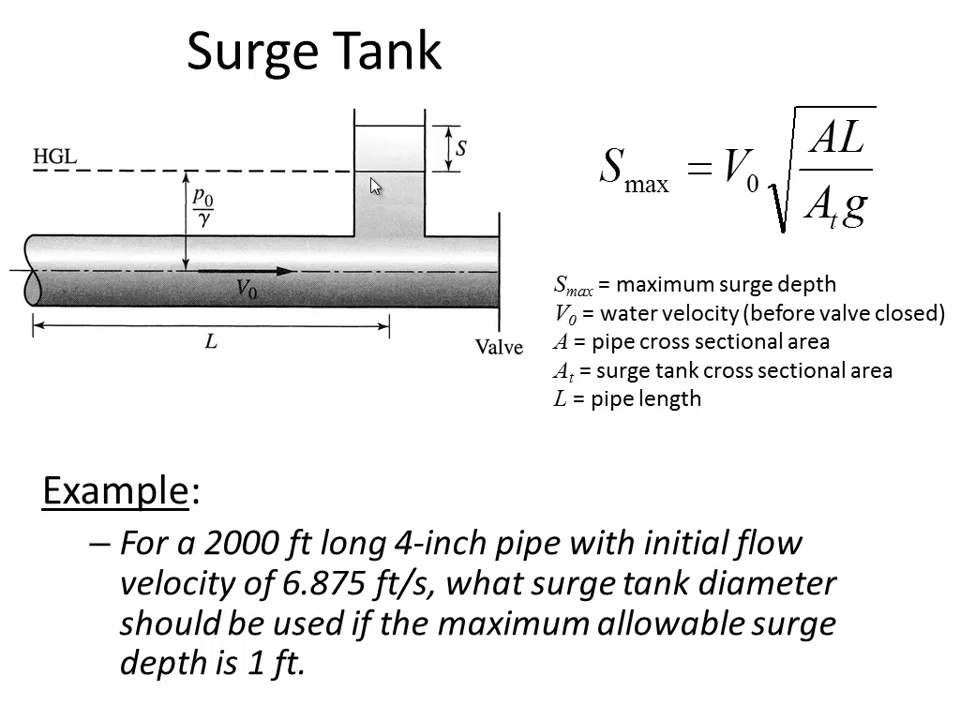 Surge Tank
HGL
S
p₀/γ
V₀
L
Valve
S_max = V₀ √(AL / A_t g)
S_max = maximum surge depth
V₀ = water velocity (before valve closed)
A = pipe cross sectional area
A_t = surge tank cross sectional area
L = pipe length
Example:
– For a 2000 ft long 4-inch pipe with initial flow
velocity of 6.875 ft/s, what surge tank diameter
should be used if the maximum allowable surge
depth is 1 ft.